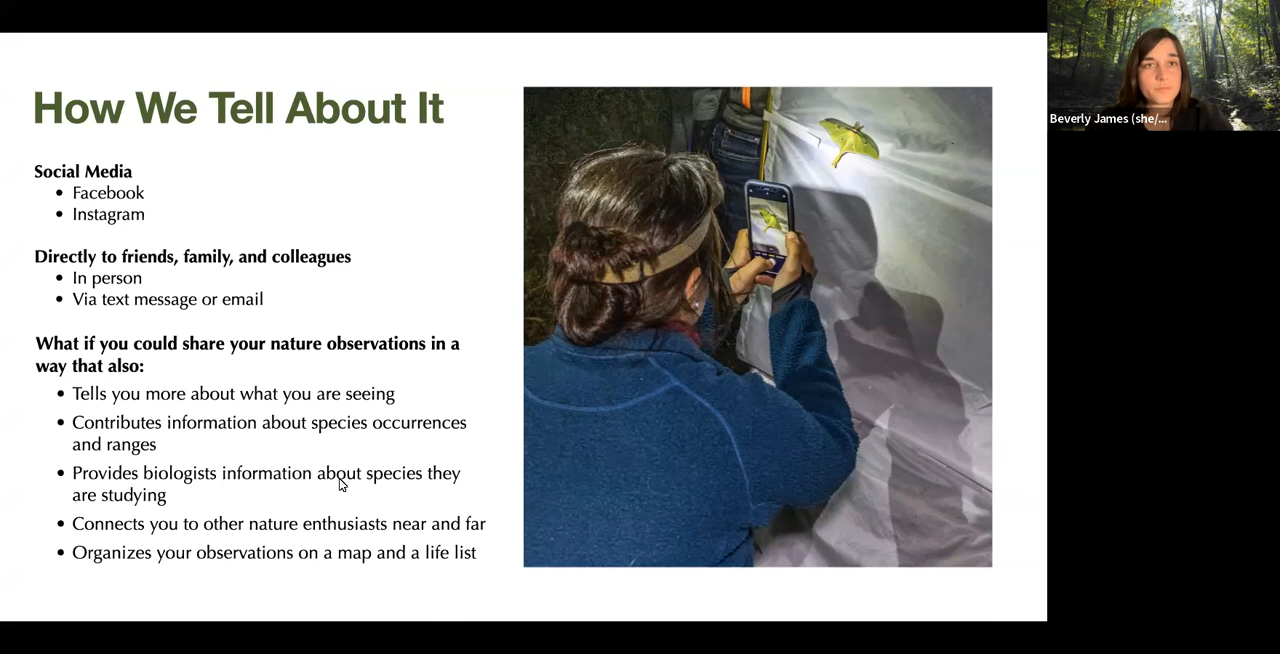 How We Tell About It
Social Media
• Facebook
• Instagram
Directly to friends, family, and colleagues
• In person
• Via text message or email
What if you could share your nature observations in a
way that also:
• Tells you more about what you are seeing
• Contributes information about species occurrences
and ranges
• Provides biologists information about species they
are studying
• Connects you to other nature enthusiasts near and far
• Organizes your observations on a map and a life list
Beverly James (she/...